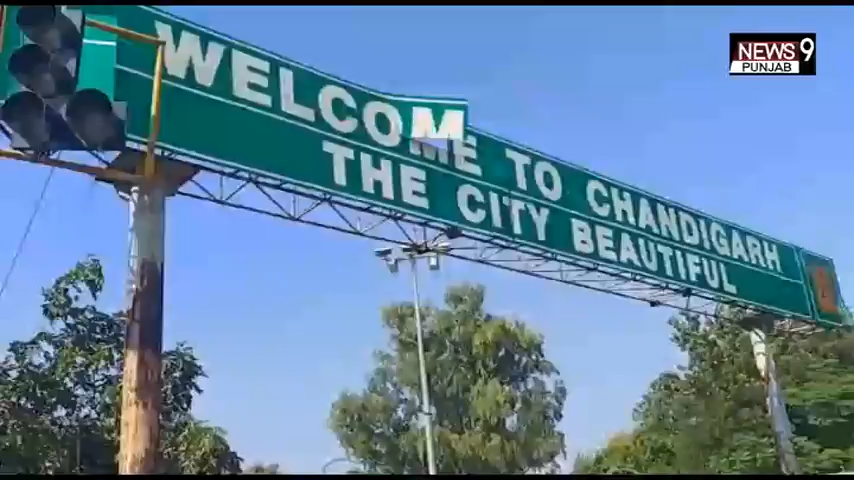 NEWS 9
PUNJAB
WELCOME TO CHANDIGARH
THE CITY BEAUTIFUL